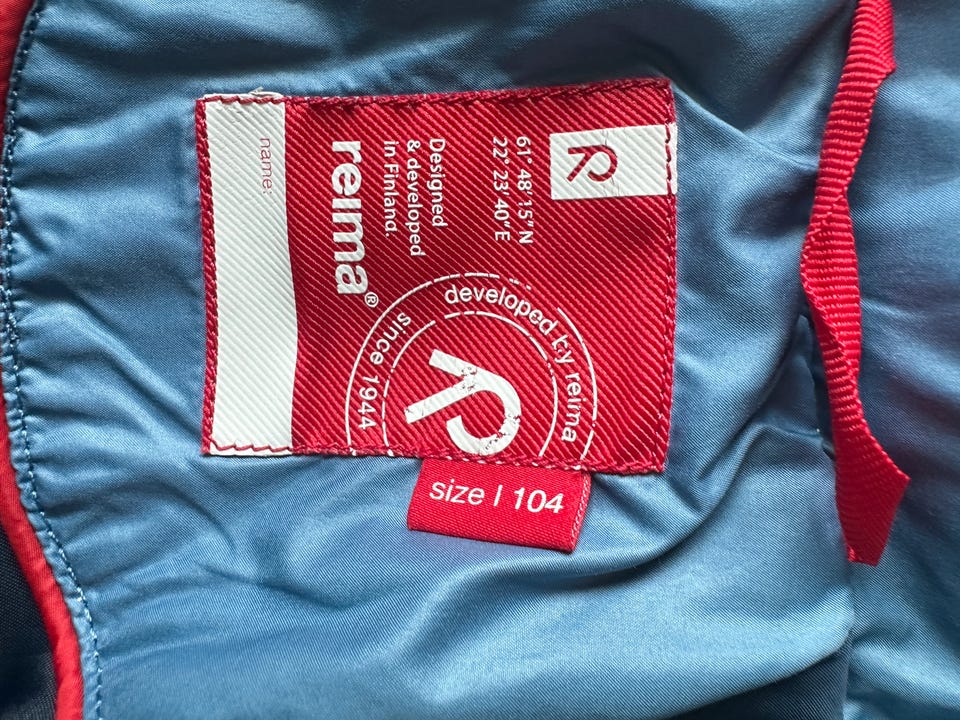 61° 48'15"N
22° 23'40"E
Designed
& developed
in Finland.
reima®
name:
developed by reima
since 1944
size | 104